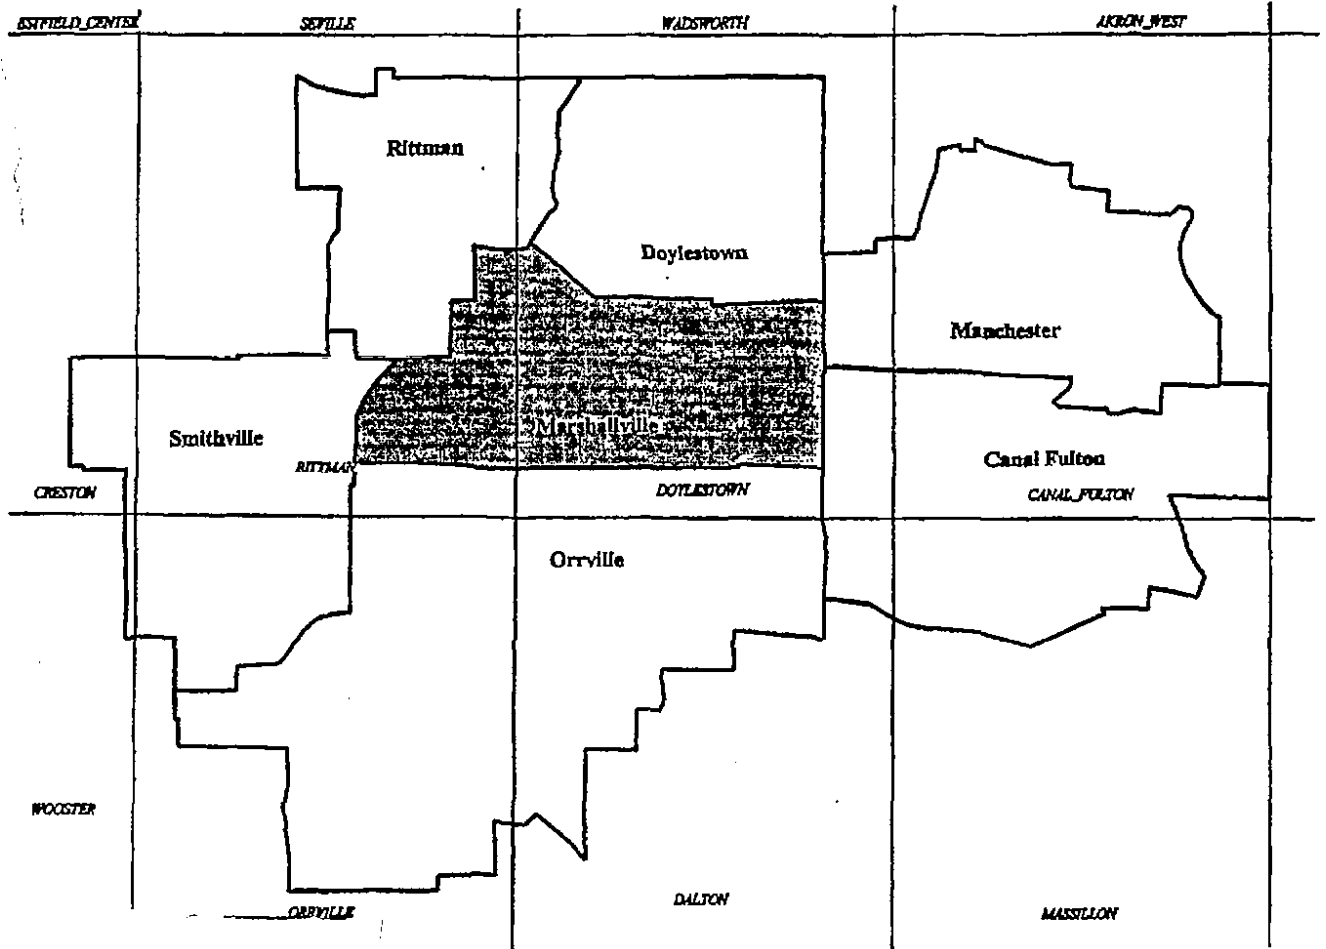 ESTFIELD_CENTER SEVILLE WADSWORTH AKRON_WEST
Rittman
Doylestown
Manchester
Marshallville
Smithville
Canal Fulton
RITTMAN
CRESTON DOYLESTOWN CANAL_FULTON
Orrville
WOOSTER
DALTON
ORRVILLE MASSILLON